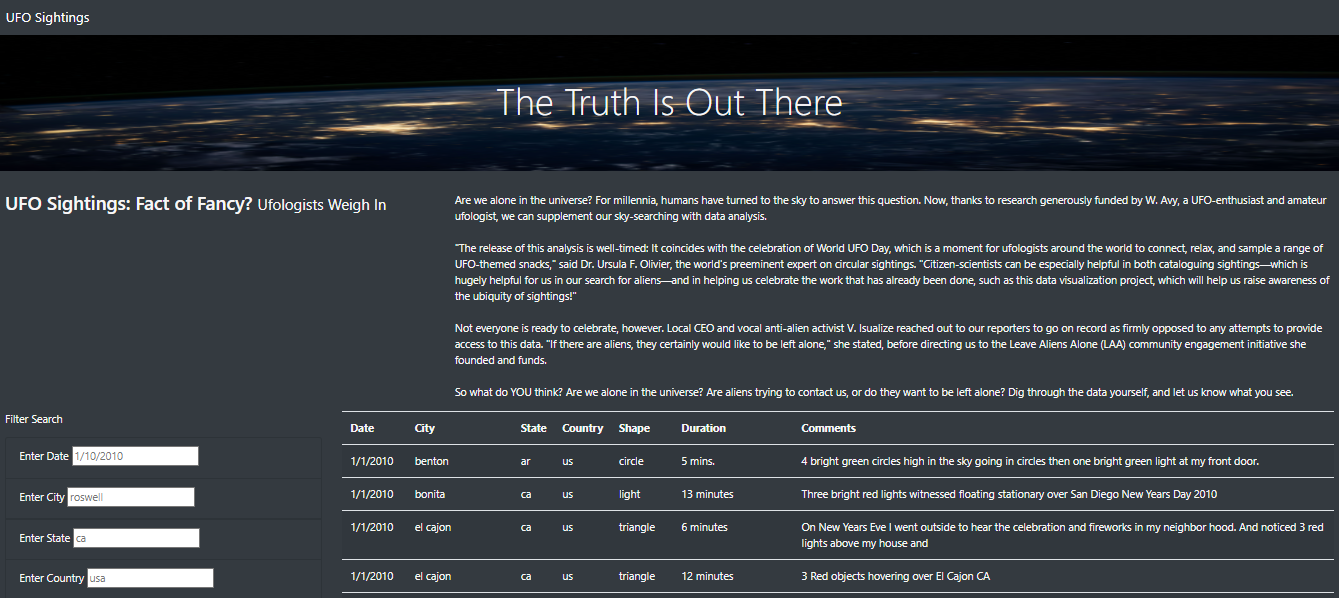 UFO Sightings
The Truth Is Out There
UFO Sightings: Fact of Fancy? Ufologists Weigh In
Are we alone in the universe? For millennia, humans have turned to the sky to answer this question. Now, thanks to research generously funded by W. Avy, a UFO-enthusiast and amateur
ufologist, we can supplement our sky-searching with data analysis.
"The release of this analysis is well-timed: It coincides with the celebration of World UFO Day, which is a moment for ufologists around the world to connect, relax, and sample a range of
UFO-themed snacks," said Dr. Ursula F. Olivier, the world's preeminent expert on circular sightings. "Citizen-scientists can be especially helpful in both cataloguing sightings—which is
hugely helpful for us in our search for aliens—and in helping us celebrate the work that has already been done, such as this data visualization project, which will help us raise awareness of
the ubiquity of sightings!"
Not everyone is ready to celebrate, however. Local CEO and vocal anti-alien activist V. Isualize reached out to our reporters to go on record as firmly opposed to any attempts to provide
access to this data. "If there are aliens, they certainly would like to be left alone," she stated, before directing us to the Leave Aliens Alone (LAA) community engagement initiative she
founded and funds.
So what do YOU think? Are we alone in the universe? Are aliens trying to contact us, or do they want to be left alone? Dig through the data yourself, and let us know what you see.
Filter Search
Enter Date 1/10/2010
Enter City roswell
Enter State ca
Enter Country usa
Date City State Country Shape Duration Comments
1/1/2010 benton ar us circle 5 mins. 4 bright green circles high in the sky going in circles then one bright green light at my front door.
1/1/2010 bonita ca us light 13 minutes Three bright red lights witnessed floating stationary over San Diego New Years Day 2010
1/1/2010 el cajon ca us triangle 6 minutes On New Years Eve I went outside to hear the celebration and fireworks in my neighbor hood. And noticed 3 red
lights above my house and
1/1/2010 el cajon ca us triangle 12 minutes 3 Red objects hovering over El Cajon CA